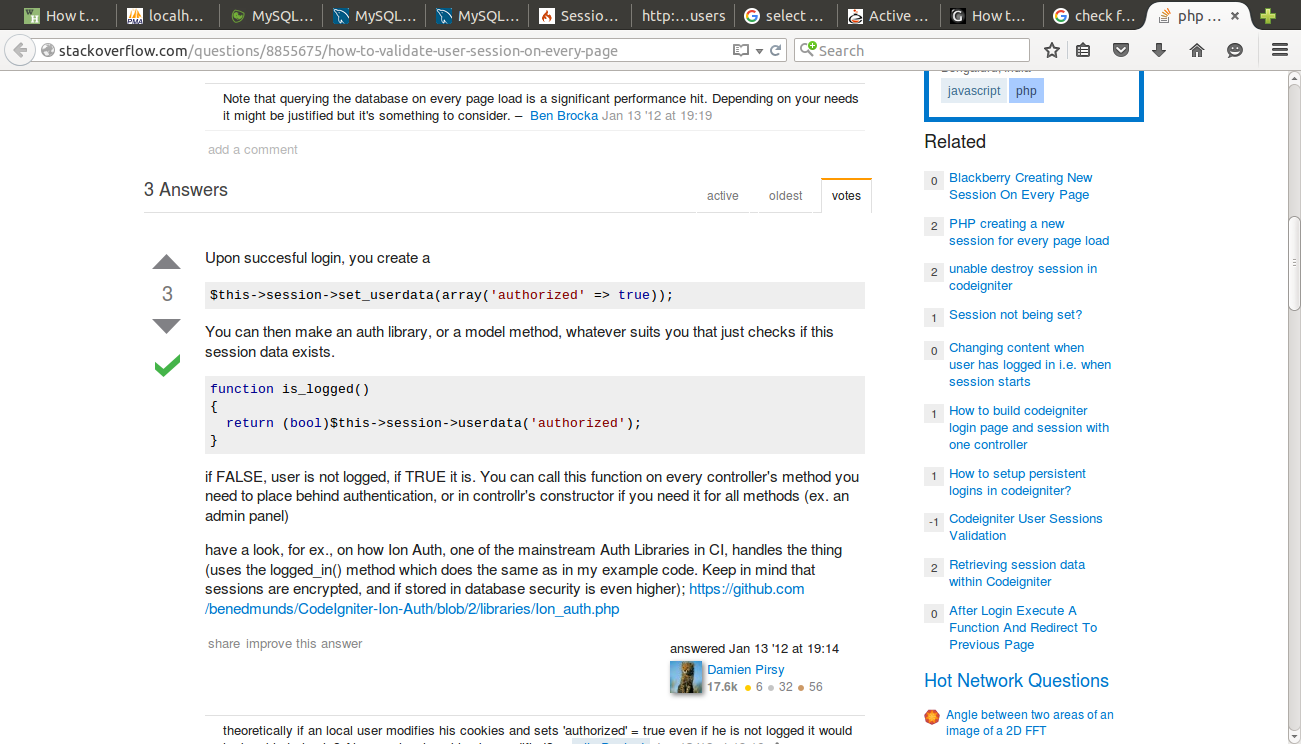 How t...
localh...
MySQL...
MySQL...
MySQL...
Sessio...
http:...users
select ...
Active ...
How t...
check f...
php ...
stackoverflow.com/questions/8855675/how-to-validate-user-session-on-every-page
Search
Note that querying the database on every page load is a significant performance hit. Depending on your needs
it might be justified but it's something to consider. – Ben Brocka Jan 13 '12 at 19:19
add a comment
3 Answers
active
oldest
votes
3
Upon succesful login, you create a
$this->session->set_userdata(array('authorized' => true));
You can then make an auth library, or a model method, whatever suits you that just checks if this
session data exists.
function is_logged()
{
return (bool)$this->session->userdata('authorized');
}
if FALSE, user is not logged, if TRUE it is. You can call this function on every controller's method you
need to place behind authentication, or in controllr's constructor if you need it for all methods (ex. an
admin panel)
have a look, for ex., on how Ion Auth, one of the mainstream Auth Libraries in CI, handles the thing
(uses the logged_in() method which does the same as in my example code. Keep in mind that
sessions are encrypted, and if stored in database security is even higher); https://github.com
/benedmunds/CodeIgniter-Ion-Auth/blob/2/libraries/Ion_auth.php
share improve this answer
answered Jan 13 '12 at 19:14
Damien Pirsy
17.6k 6 32 56
theoretically if an local user modifies his cookies and sets 'authorized' = true even if he is not logged it would
javascript php
Related
0 Blackberry Creating New
Session On Every Page
2 PHP creating a new
session for every page load
2 unable destroy session in
codeigniter
1 Session not being set?
0 Changing content when
user has logged in i.e. when
session starts
1 How to build codeigniter
login page and session with
one controller
1 How to setup persistent
logins in codeigniter?
-1 Codeigniter User Sessions
Validation
2 Retrieving session data
within Codeigniter
0 After Login Execute A
Function And Redirect To
Previous Page
Hot Network Questions
Angle between two areas of an
image of a 2D FFT